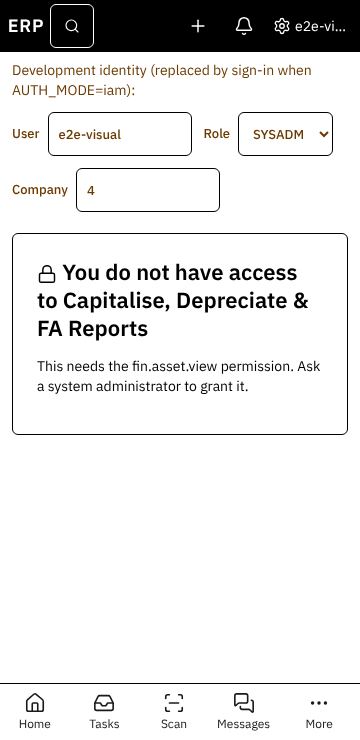 ERP
e2e-vi...
Development identity (replaced by sign-in when
AUTH_MODE=iam):
User e2e-visual Role SYSADM
Company 4
You do not have access
to Capitalise, Depreciate &
FA Reports
This needs the fin.asset.view permission. Ask
a system administrator to grant it.
Home Tasks Scan Messages More